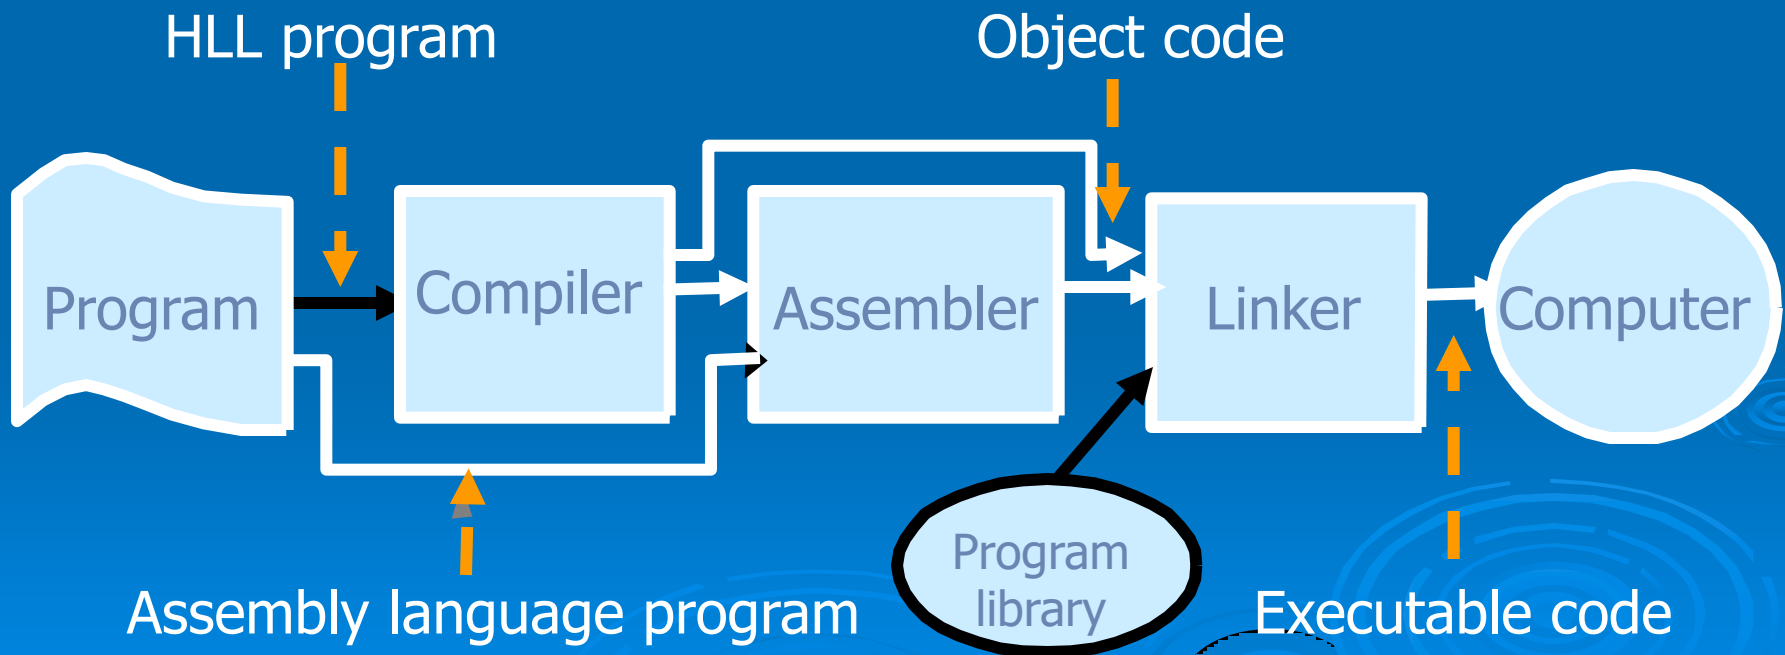 HLL program
Object code
Program
Compiler
Assembler
Linker
Computer
Program
library
Assembly language program
Executable code